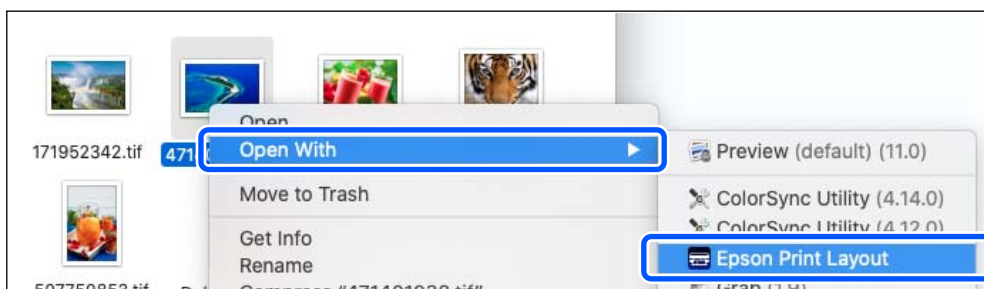 171952342.tif
471
Open
Open With
Move to Trash
Get Info
Rename
Preview (default) (11.0)
ColorSync Utility (4.14.0)
ColorSync Utility (4.12.0)
Epson Print Layout